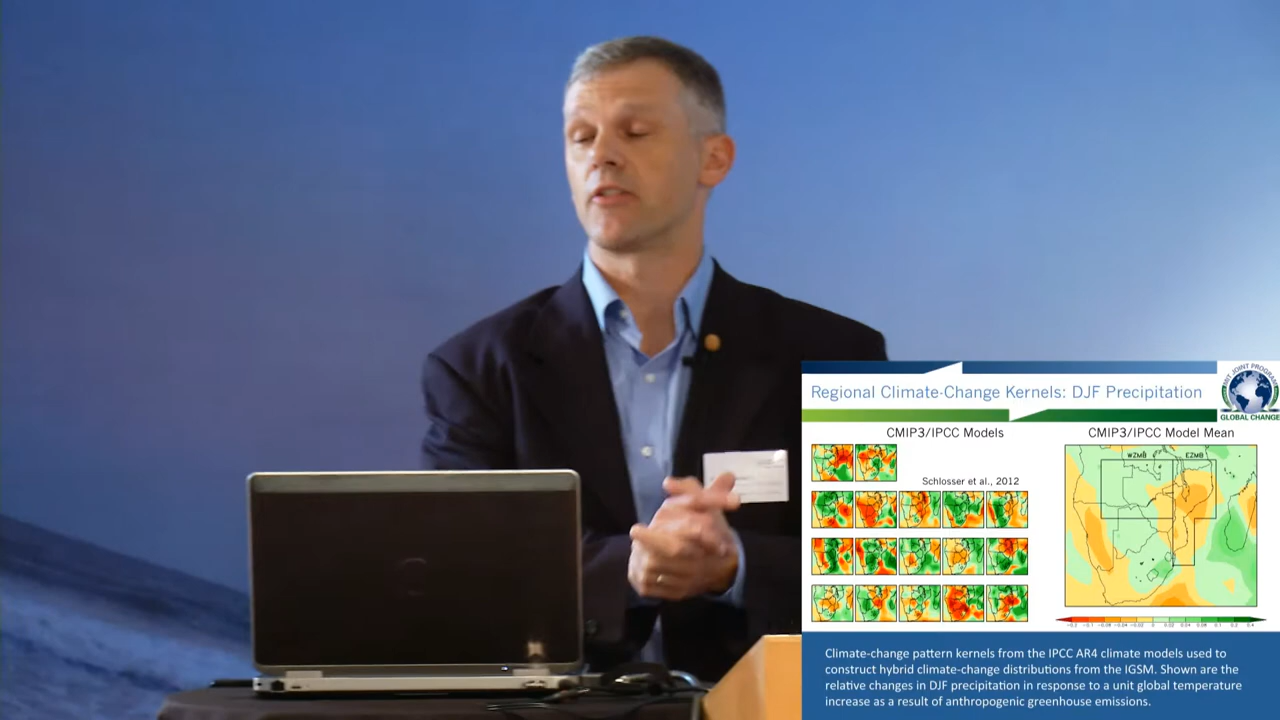 Regional Climate-Change Kernels: DJF Precipitation
MIT JOINT PROGRAM
GLOBAL CHANGE
CMIP3/IPCC Models
CMIP3/IPCC Model Mean
WZMB
EZMB
Schlosser et al., 2012
Climate-change pattern kernels from the IPCC AR4 climate models used to
construct hybrid climate-change distributions from the IGSM. Shown are the
relative changes in DJF precipitation in response to a unit global temperature
increase as a result of anthropogenic greenhouse emissions.